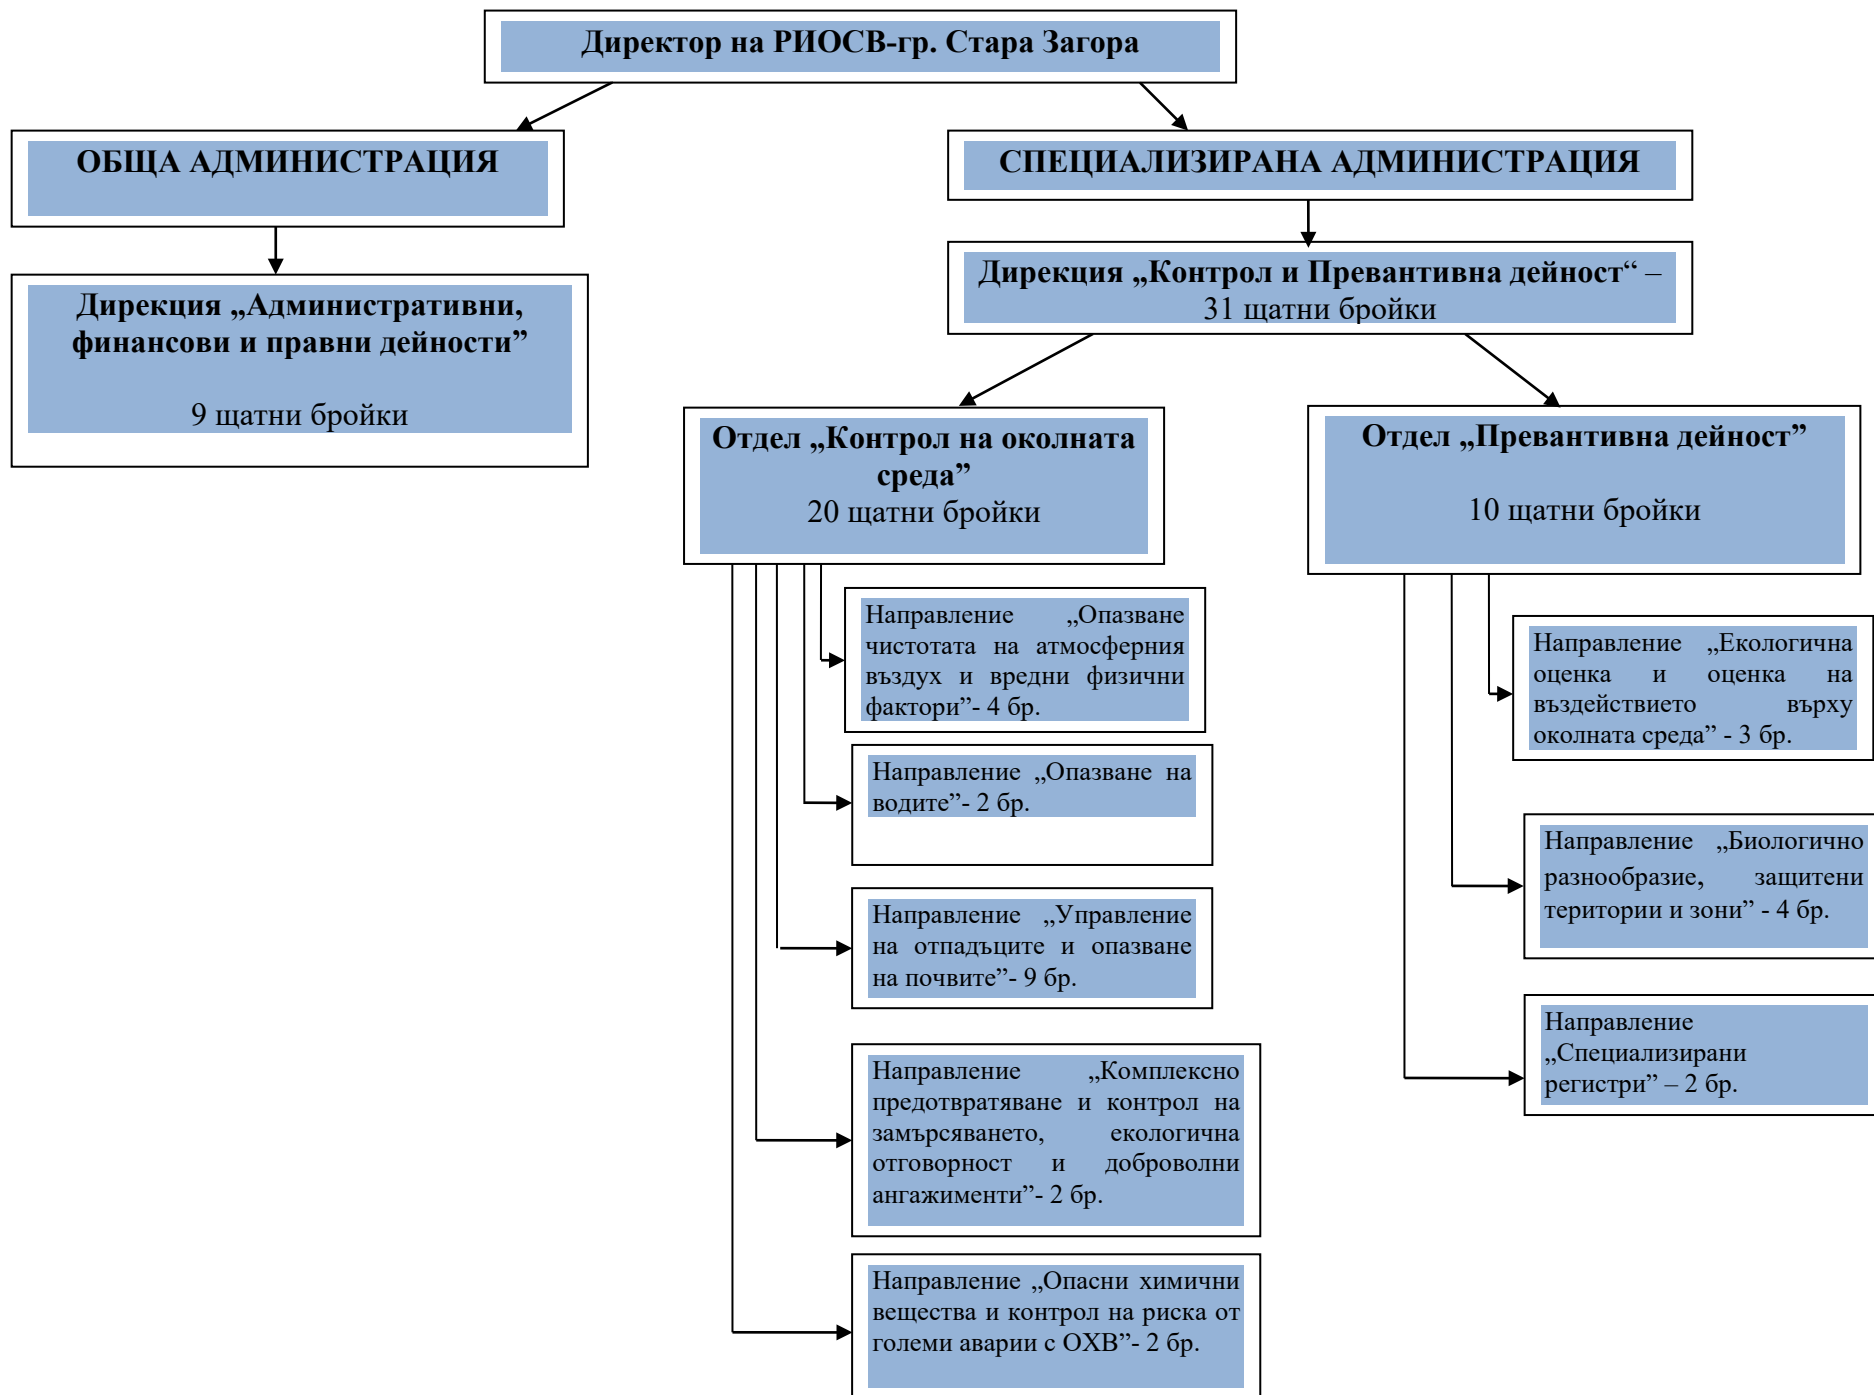 Директор на РИОСВ-гр. Стара Загора
ОБЩА АДМИНИСТРАЦИЯ
СПЕЦИАЛИЗИРАНА АДМИНИСТРАЦИЯ
Дирекция „Административни,
финансови и правни дейности”
9 щатни бройки
Дирекция „Контрол и Превантивна дейност“ –
31 щатни бройки
Отдел „Контрол на околната
среда”
20 щатни бройки
Отдел „Превантивна дейност”
10 щатни бройки
Направление „Опазване
чистотата на атмосферния
въздух и вредни физични
фактори”- 4 бр.
Направление „Опазване на
водите”- 2 бр.
Направление „Управление
на отпадъците и опазване
на почвите”- 9 бр.
Направление „Комплексно
предотвратяване и контрол на
замърсяването, екологична
отговорност и доброволни
ангажименти”- 2 бр.
Направление „Опасни химични
вещества и контрол на риска от
големи аварии с ОХВ”- 2 бр.
Направление „Екологична
оценка и оценка на
въздействието върху
околната среда” - 3 бр.
Направление „Биологично
разнообразие, защитени
територии и зони” - 4 бр.
Направление
„Специализирани
регистри” – 2 бр.